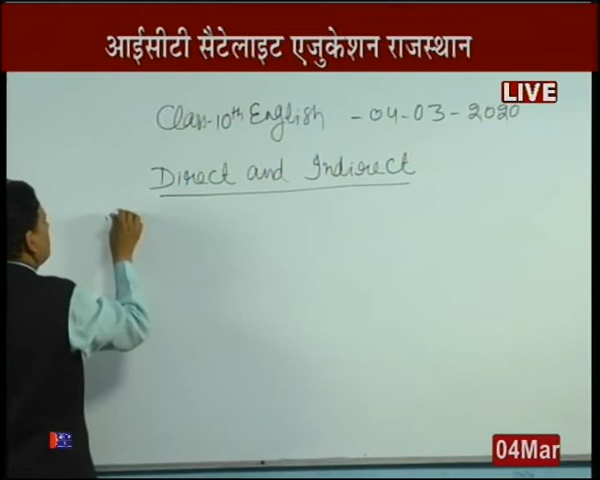 आईसीटी सैटेलाइट एजुकेशन राजस्थान
LIVE
Class-10th English - 04-03-2020
Direct and Indirect
04Mar